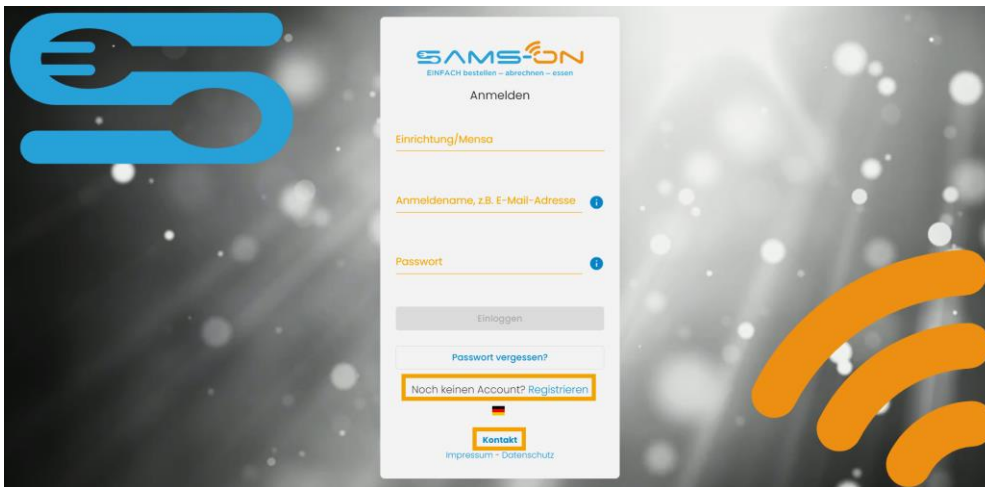 SAMS-ON
EINFACH bestellen – abrechnen – essen
Anmelden
Einrichtung/Mensa
Anmeldename, z.B. E-Mail-Adresse
Passwort
Einloggen
Passwort vergessen?
Noch keinen Account? Registrieren
Kontakt
Impressum - Datenschutz